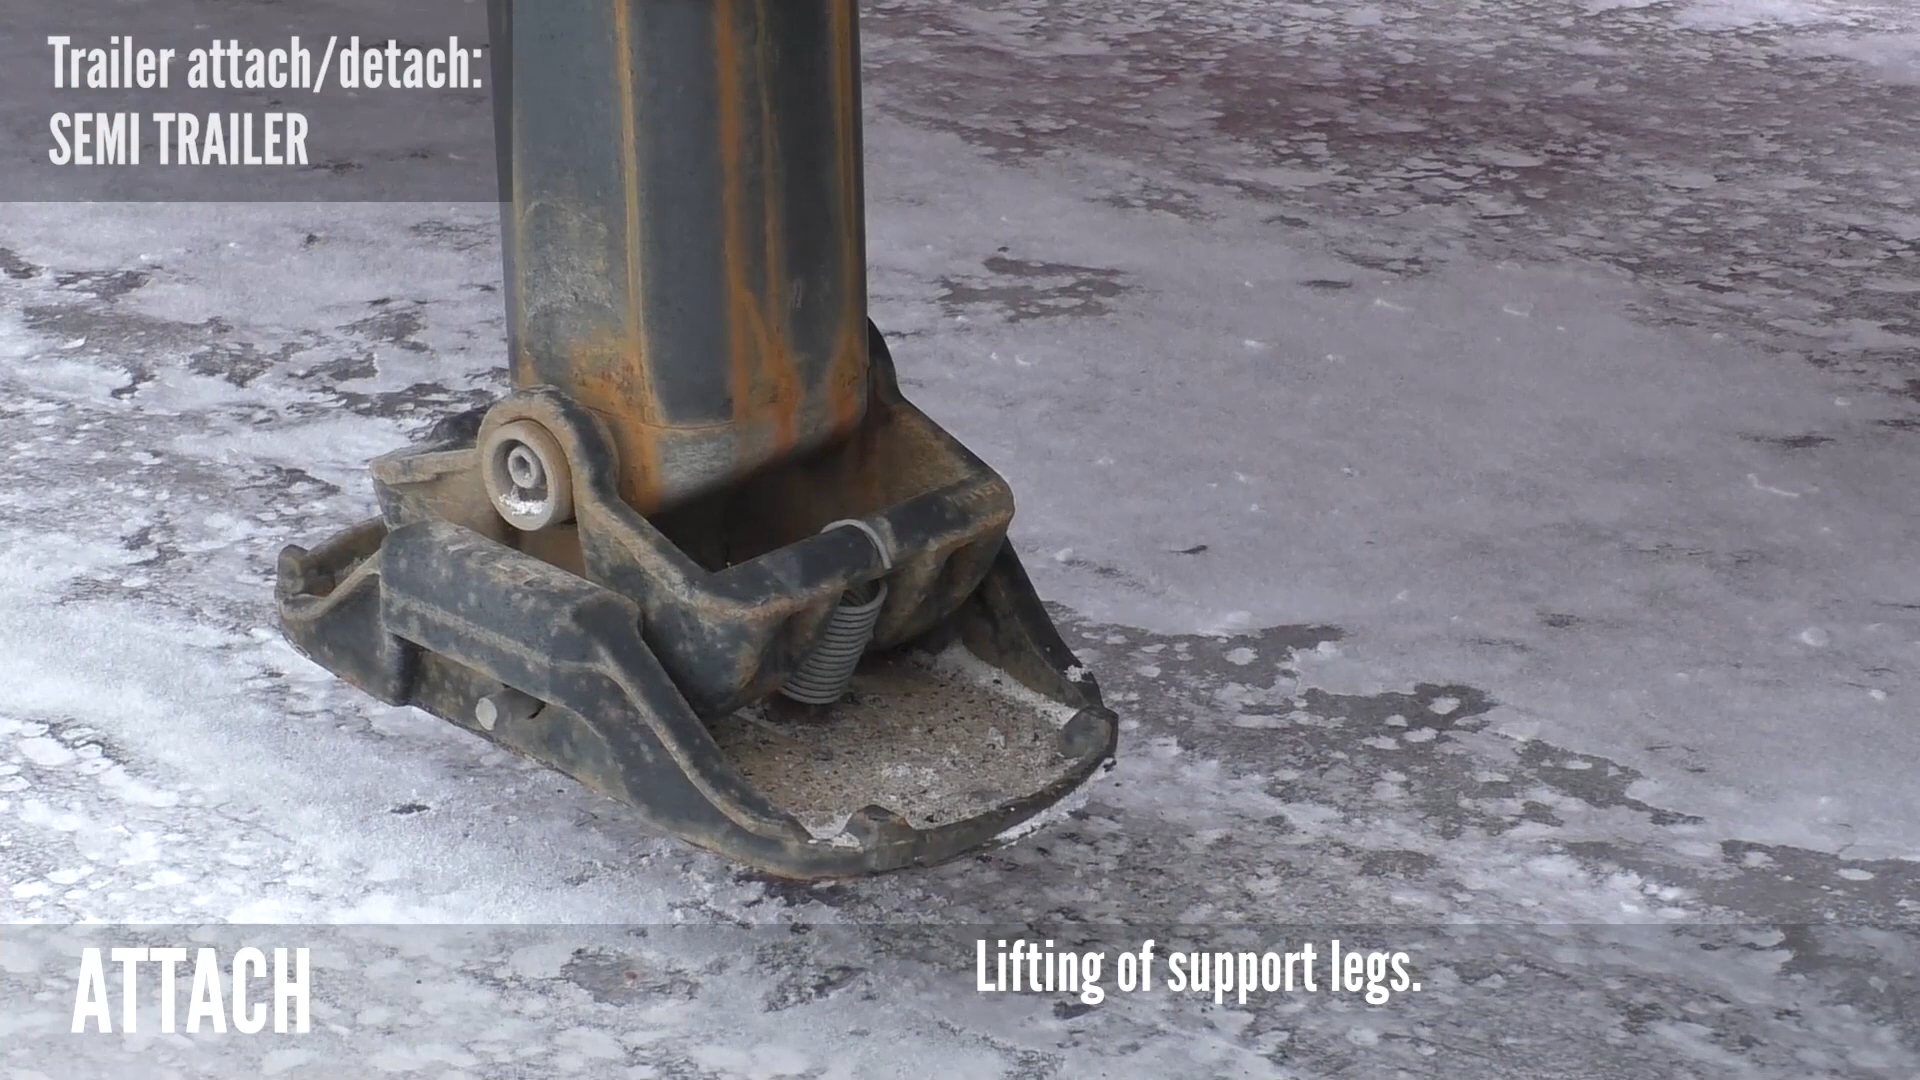 Trailer attach/detach:
SEMI TRAILER
ATTACH
Lifting of support legs.